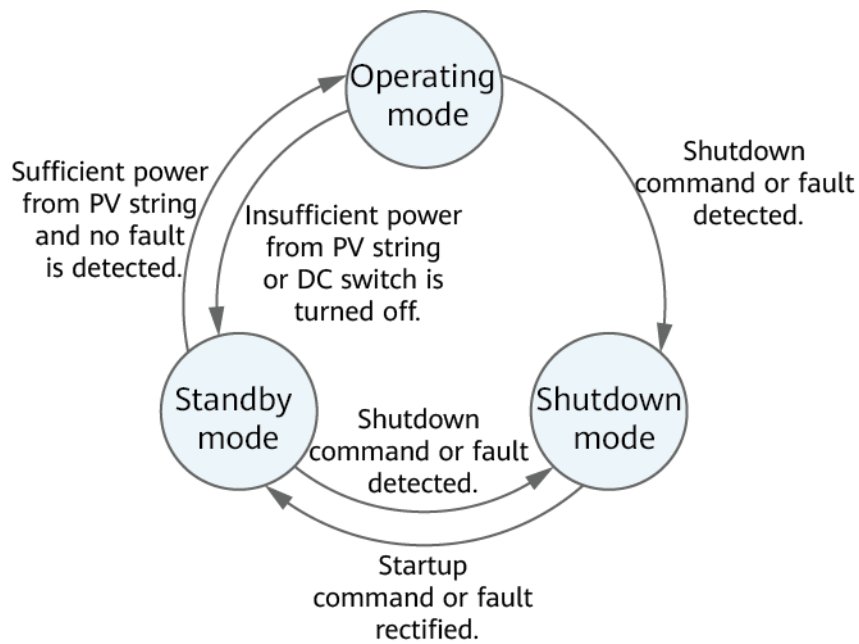 Operating
mode
Shutdown
command or fault
detected.
Sufficient power
from PV string
and no fault
is detected.
Insufficient power
from PV string
or DC switch is
turned off.
Standby
mode
Shutdown
command or fault
detected.
Shutdown
mode
Startup
command or fault
rectified.